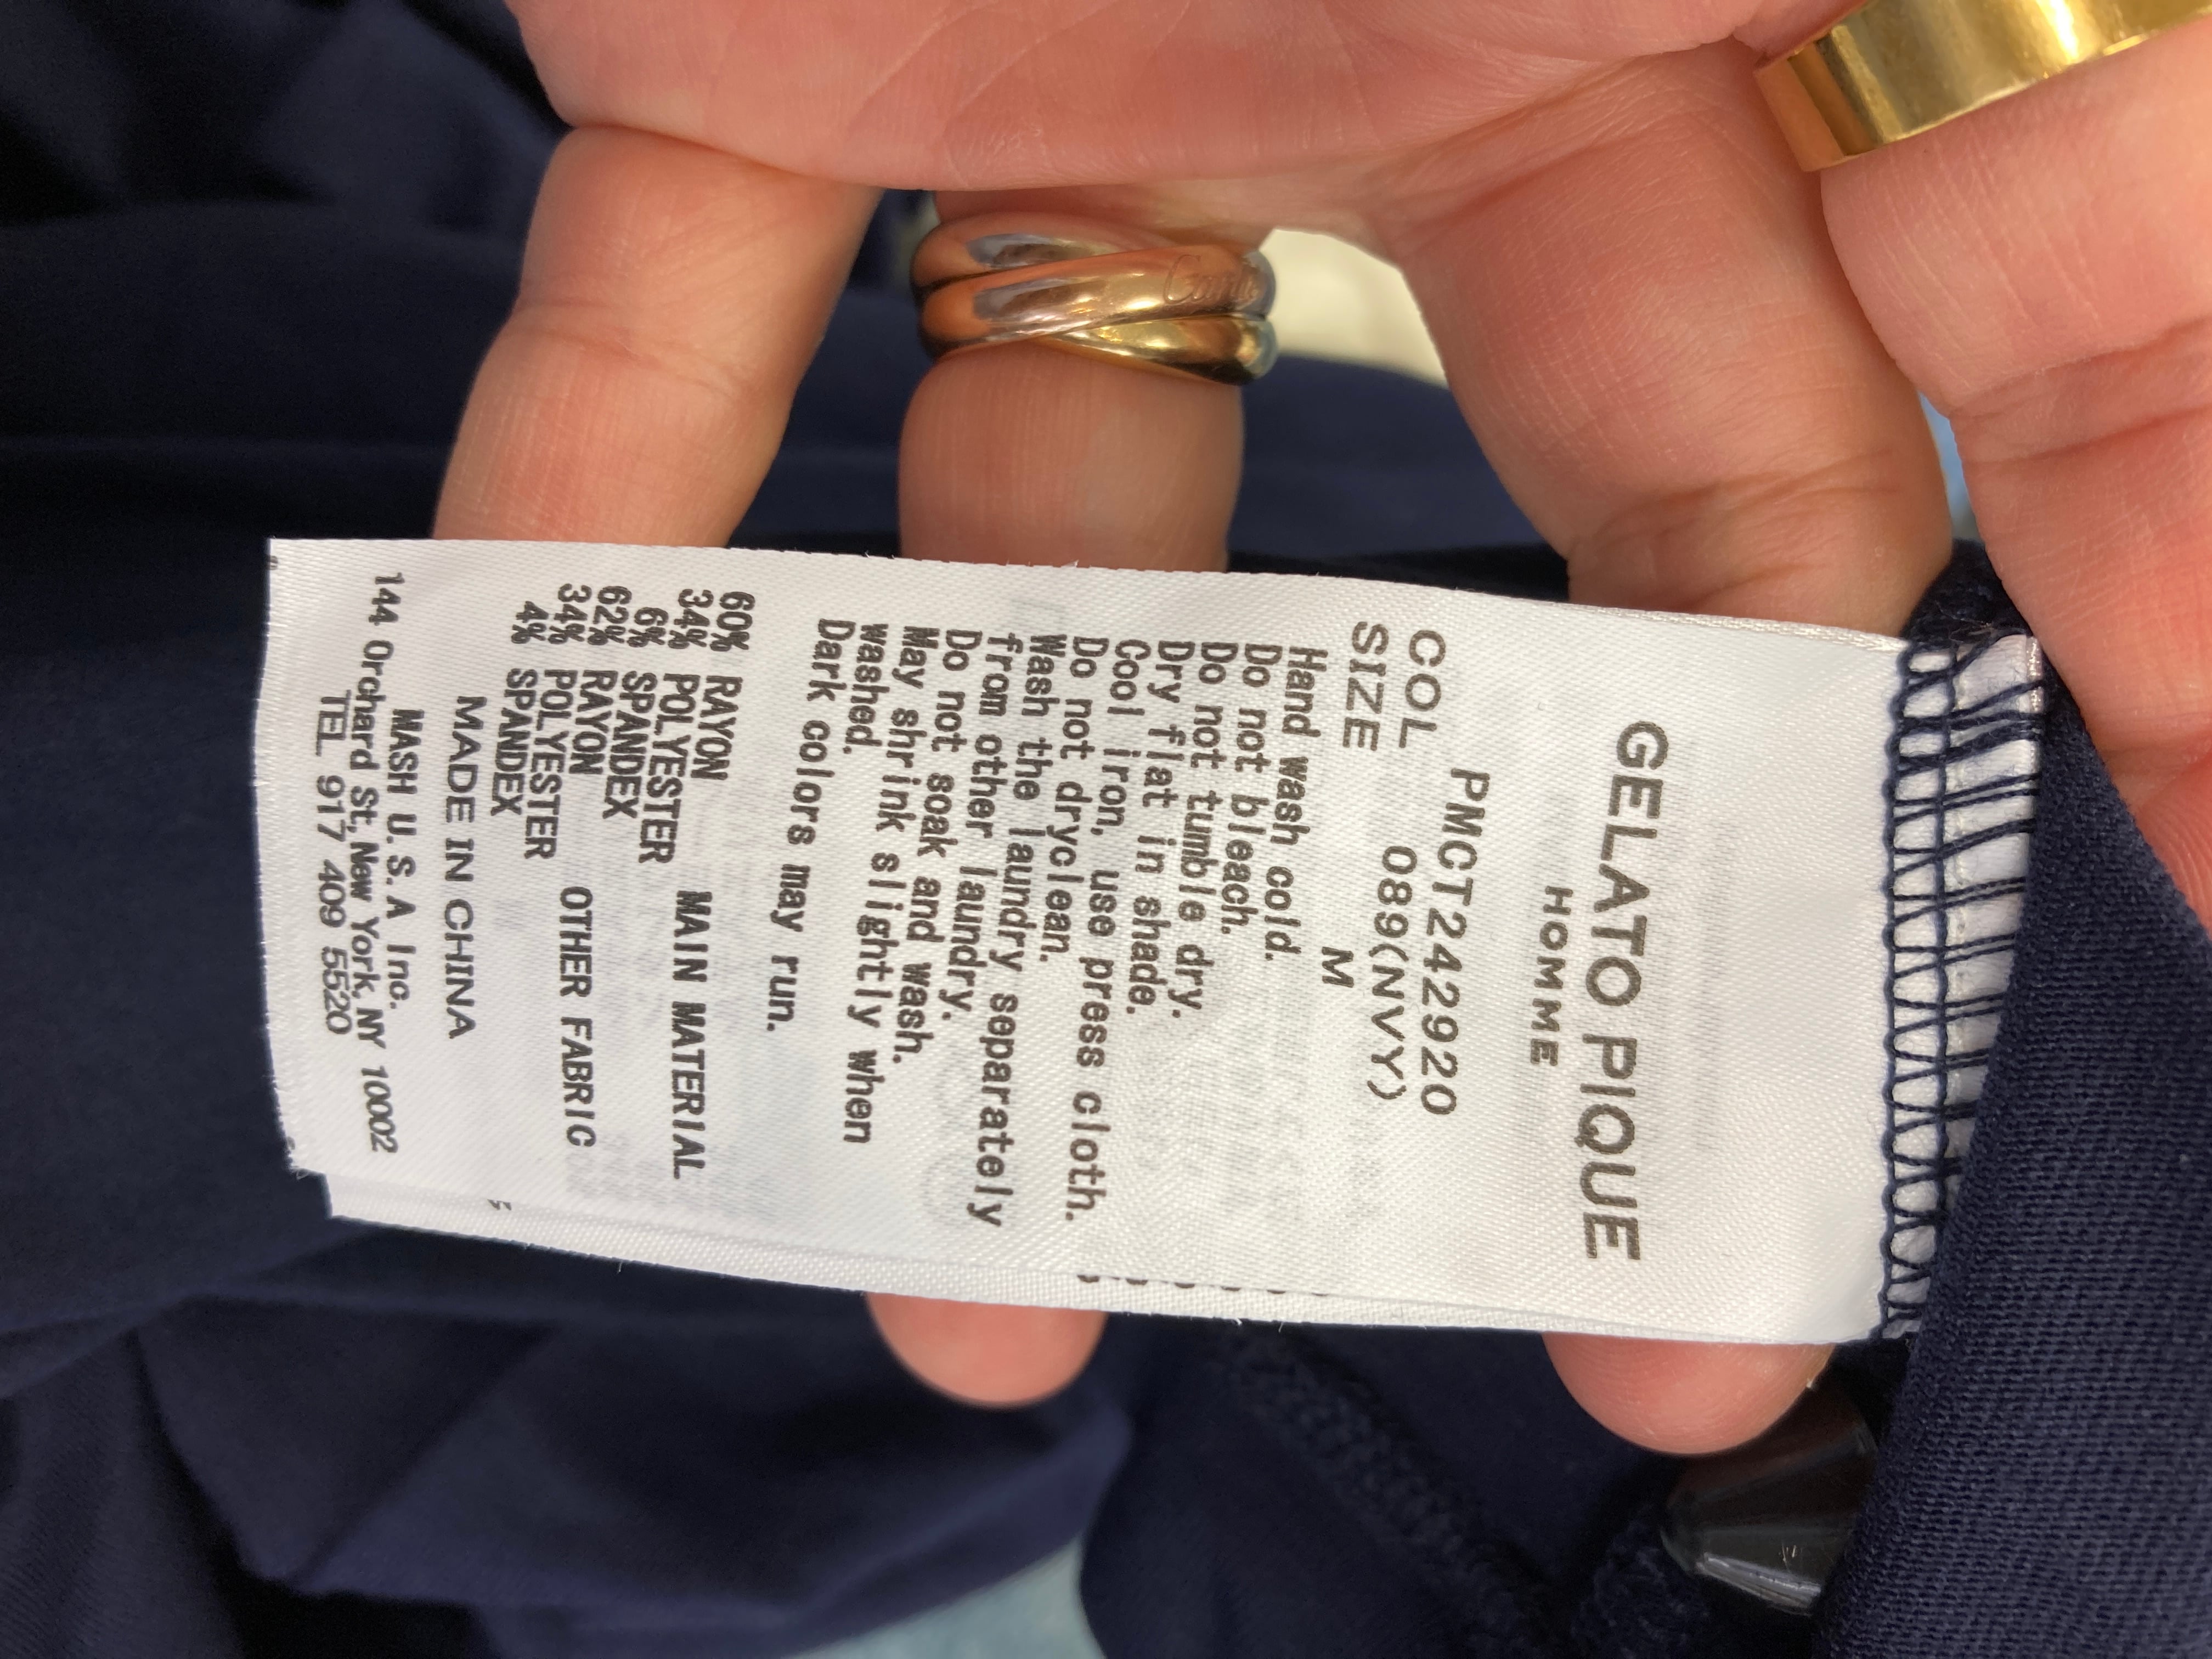 GELATO PIQUE
HOMME
PMCT242920
COL 089(NVY)
SIZE M
Hand wash cold.
Do not bleach.
Do not tumble dry.
Dry flat in shade.
Cool iron, use press cloth.
Do not dryclean.
Wash the laundry separately
from other laundry.
Do not soak and wash.
May shrink slightly when
washed.
Dark colors may run.
60% RAYON MAIN MATERIAL
34% POLYESTER
6% SPANDEX
62% RAYON OTHER FABRIC
34% POLYESTER
4% SPANDEX
MADE IN CHINA
MASH U.S.A Inc.
144 Orchard St, New York, NY 10002
TEL 917 409 5520